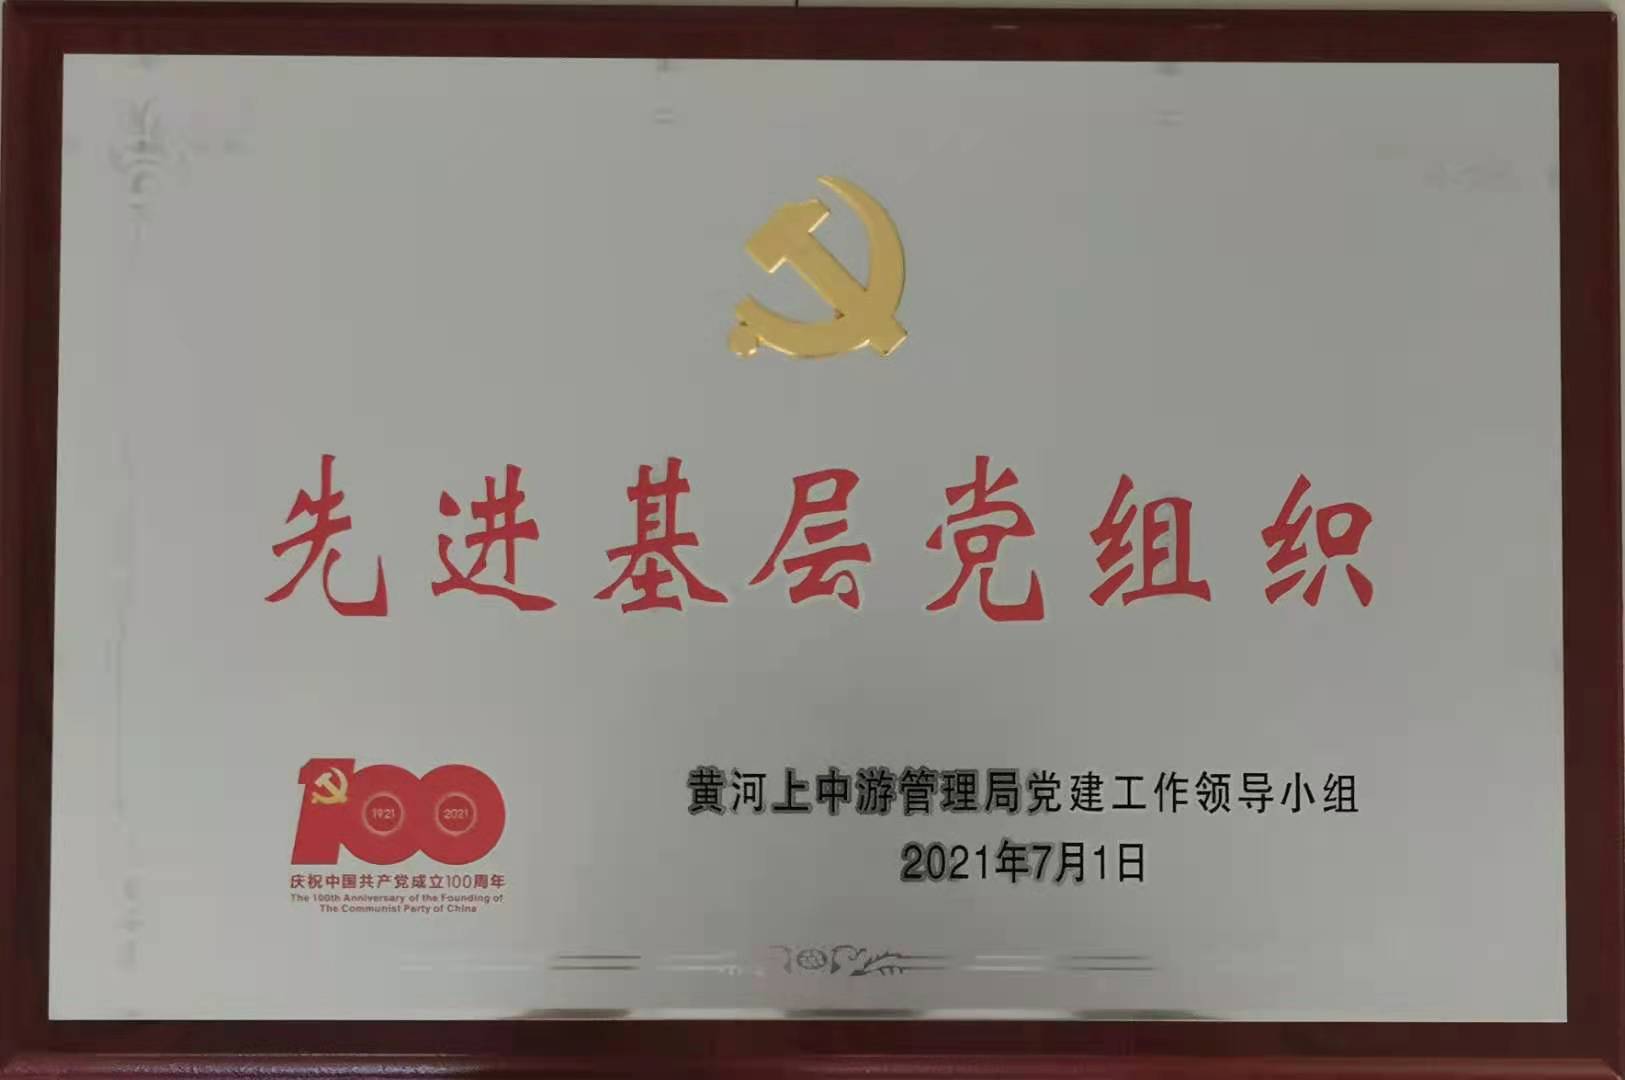 先进基层党组织
100
1921
2021
庆祝中国共产党成立100周年
The 100th Anniversary of the Founding of
The Communist Party of China
黄河上中游管理局党建工作领导小组
2021年7月1日